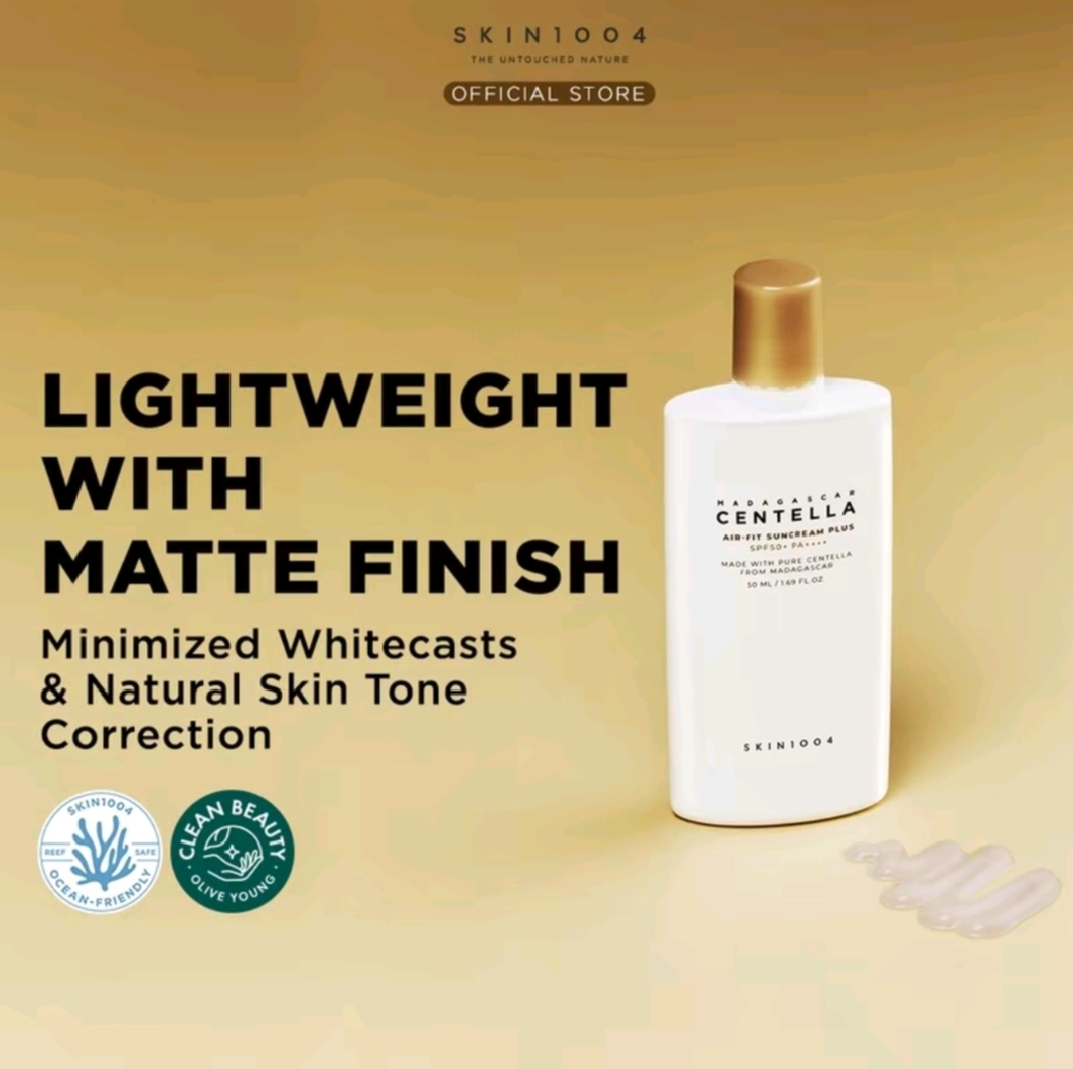 SKIN1004
THE UNTOUCHED NATURE
OFFICIAL STORE
LIGHTWEIGHT
WITH
MATTE FINISH
Minimized Whitecasts
& Natural Skin Tone
Correction
SKIN1004
REEF SAFE
OCEAN-FRIENDLY
CLEAN BEAUTY
OLIVE YOUNG
MADAGASCAR
CENTELLA
AIR-FIT SUNCREAM PLUS
SPF50+ PA++++
MADE WITH PURE CENTELLA
FROM MADAGASCAR
50 ML / 1.69 FL.OZ.
SKIN1004